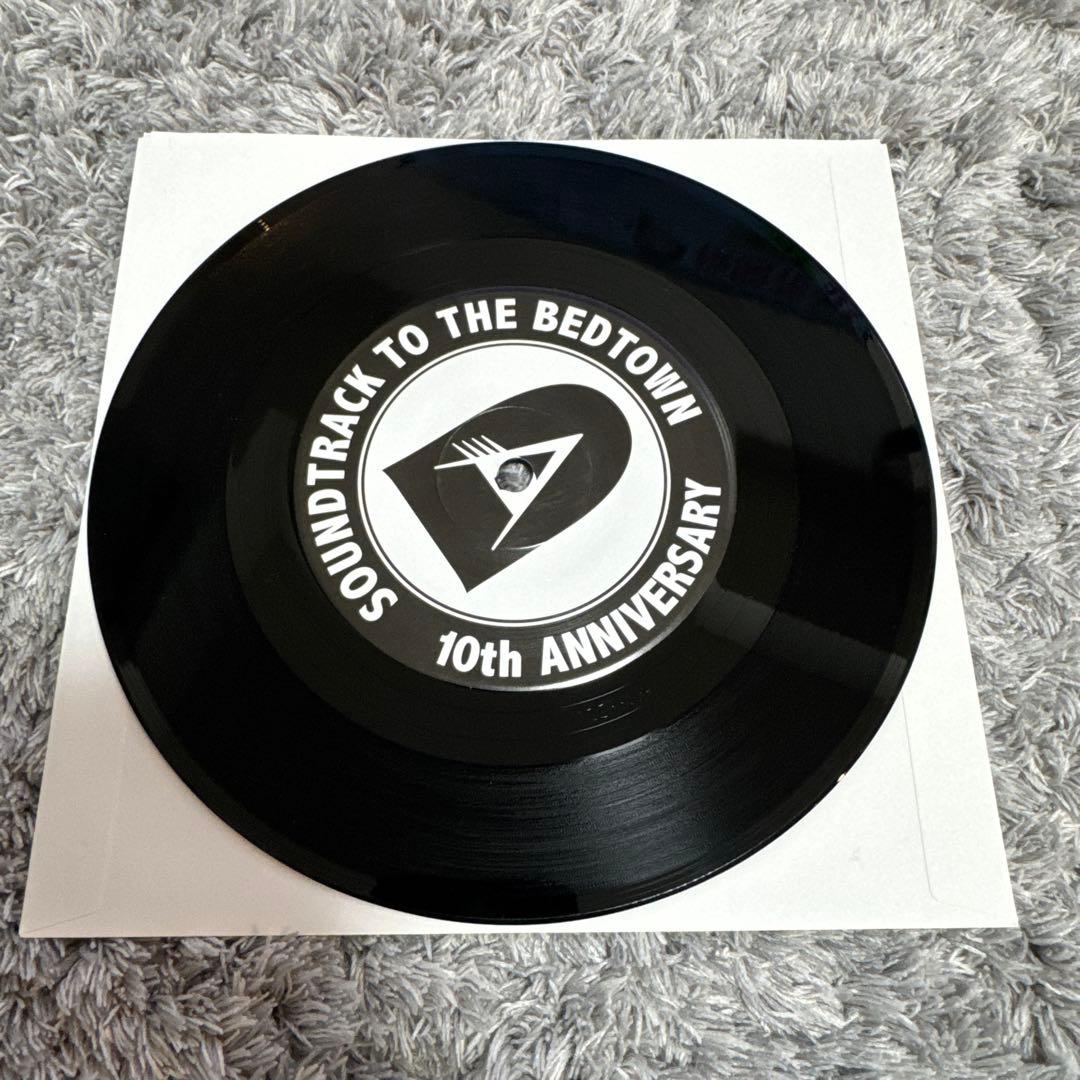 SOUNDTRACK TO THE BEDTOWN
10th ANNIVERSARY